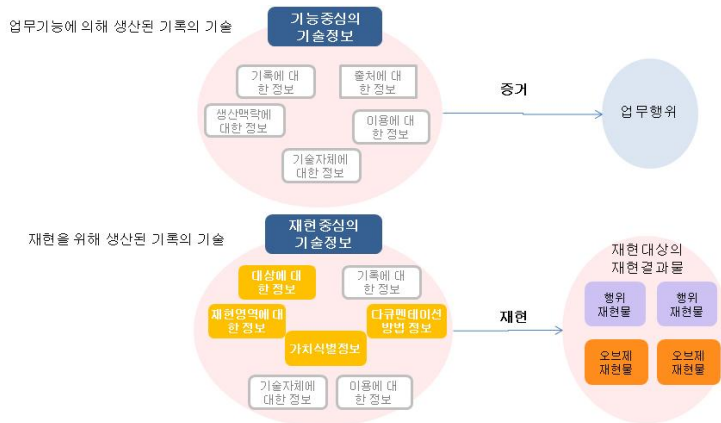 업무기능에 의해 생산된 기록의 기술
기능중심의
기술정보
기록에 대
한 정보
출처에 대
한 정보
생산맥락에
대한 정보
이용에 대
한 정보
기술자체에
대한 정보
증거
업무행위
재현을 위해 생산된 기록의 기술
재현중심의
기술정보
대상에 대
한 정보
기록에 대
한 정보
재현영역에 대
한 정보
다큐멘테이션
방법 정보
가치식별정보
기술자체에
대한 정보
이용에 대
한 정보
재현
재현대상의
재현결과물
행위
재현물
행위
재현물
오브제
재현물
오브제
재현물